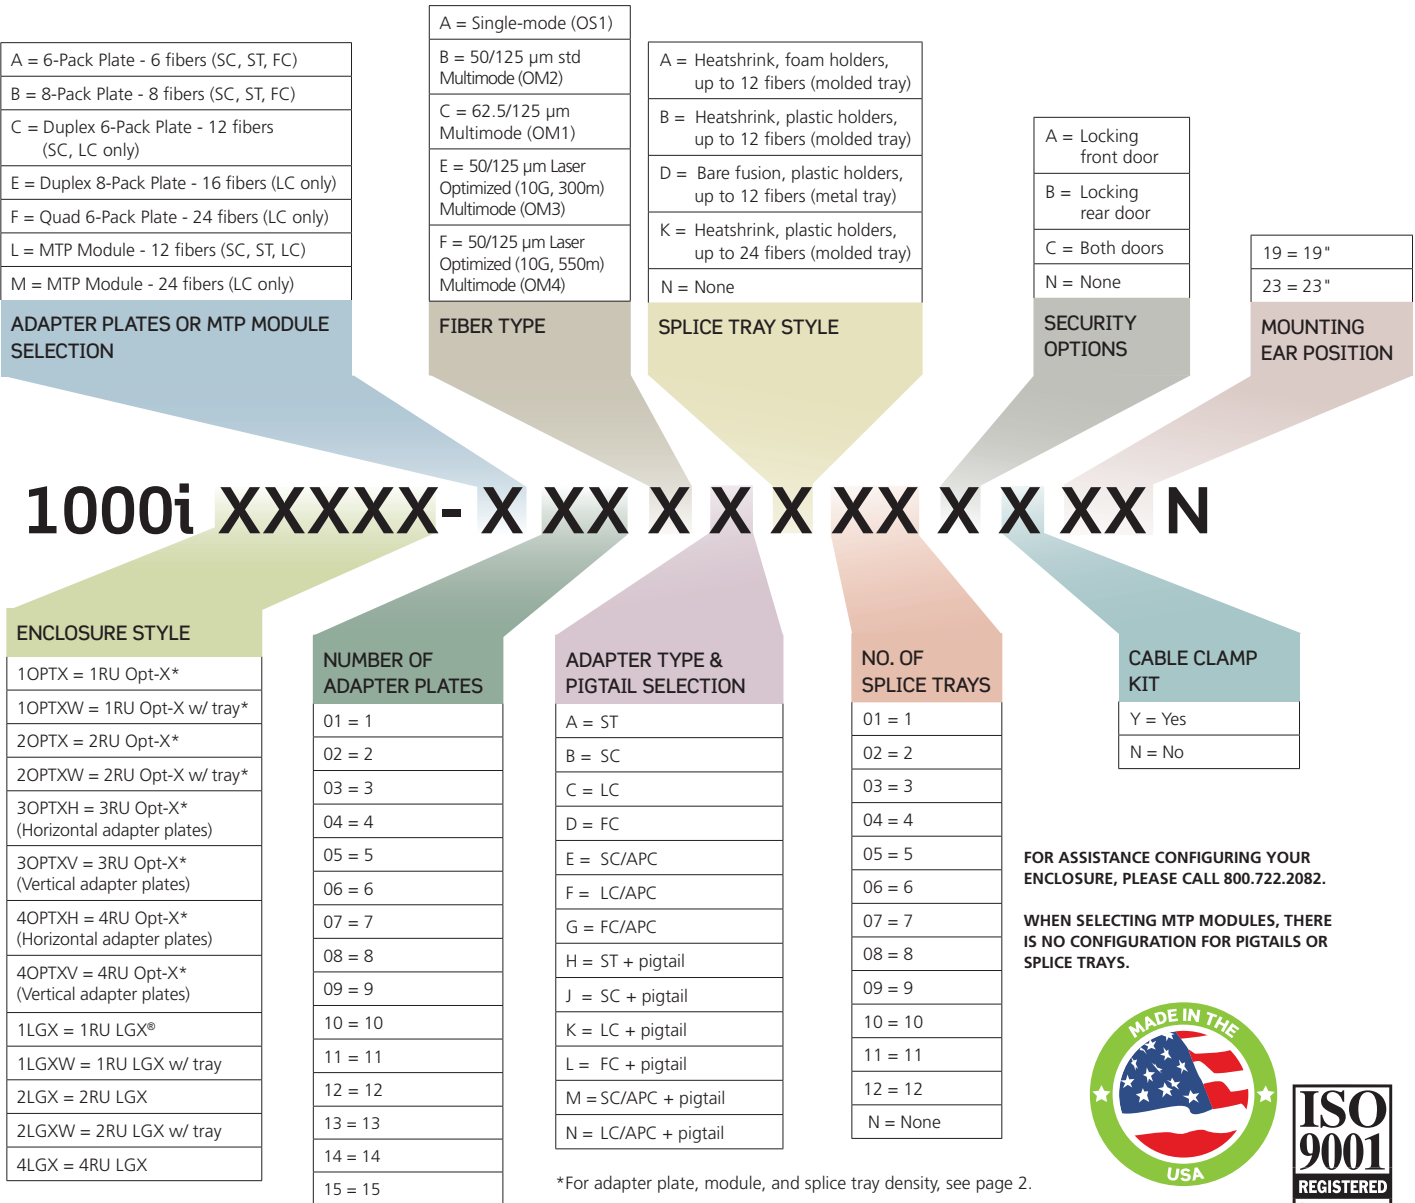 A = 6-Pack Plate - 6 fibers (SC, ST, FC)
B = 8-Pack Plate - 8 fibers (SC, ST, FC)
C = Duplex 6-Pack Plate - 12 fibers
(SC, LC only)
E = Duplex 8-Pack Plate - 16 fibers (LC only)
F = Quad 6-Pack Plate - 24 fibers (LC only)
L = MTP Module - 12 fibers (SC, ST, LC)
M = MTP Module - 24 fibers (LC only)
ADAPTER PLATES OR MTP MODULE
SELECTION
A = Single-mode (OS1)
B = 50/125 µm std
Multimode (OM2)
C = 62.5/125 µm
Multimode (OM1)
E = 50/125 µm Laser
Optimized (10G, 300m)
Multimode (OM3)
F = 50/125 µm Laser
Optimized (10G, 550m)
Multimode (OM4)
FIBER TYPE
A = Heatshrink, foam holders,
up to 12 fibers (molded tray)
B = Heatshrink, plastic holders,
up to 12 fibers (molded tray)
D = Bare fusion, plastic holders,
up to 12 fibers (metal tray)
K = Heatshrink, plastic holders,
up to 24 fibers (molded tray)
N = None
SPLICE TRAY STYLE
A = Locking
front door
B = Locking
rear door
C = Both doors
N = None
SECURITY
OPTIONS
19 = 19"
23 = 23"
MOUNTING
EAR POSITION
1000i XXXXX- X XX X X X XX X X XX N
ENCLOSURE STYLE
1OPTX = 1RU Opt-X*
1OPTXW = 1RU Opt-X w/ tray*
2OPTX = 2RU Opt-X*
2OPTXW = 2RU Opt-X w/ tray*
3OPTXH = 3RU Opt-X*
(Horizontal adapter plates)
3OPTXV = 3RU Opt-X*
(Vertical adapter plates)
4OPTXH = 4RU Opt-X*
(Horizontal adapter plates)
4OPTXV = 4RU Opt-X*
(Vertical adapter plates)
1LGX = 1RU LGX®
1LGXW = 1RU LGX w/ tray
2LGX = 2RU LGX
2LGXW = 2RU LGX w/ tray
4LGX = 4RU LGX
NUMBER OF
ADAPTER PLATES
01 = 1
02 = 2
03 = 3
04 = 4
05 = 5
06 = 6
07 = 7
08 = 8
09 = 9
10 = 10
11 = 11
12 = 12
13 = 13
14 = 14
15 = 15
ADAPTER TYPE &
PIGTAIL SELECTION
A = ST
B = SC
C = LC
D = FC
E = SC/APC
F = LC/APC
G = FC/APC
H = ST + pigtail
J = SC + pigtail
K = LC + pigtail
L = FC + pigtail
M = SC/APC + pigtail
N = LC/APC + pigtail
NO. OF
SPLICE TRAYS
01 = 1
02 = 2
03 = 3
04 = 4
05 = 5
06 = 6
07 = 7
08 = 8
09 = 9
10 = 10
11 = 11
12 = 12
N = None
CABLE CLAMP
KIT
Y = Yes
N = No
FOR ASSISTANCE CONFIGURING YOUR
ENCLOSURE, PLEASE CALL 800.722.2082.
WHEN SELECTING MTP MODULES, THERE
IS NO CONFIGURATION FOR PIGTAILS OR
SPLICE TRAYS.
MADE IN THE
USA
ISO
9001
REGISTERED
*For adapter plate, module, and splice tray density, see page 2.